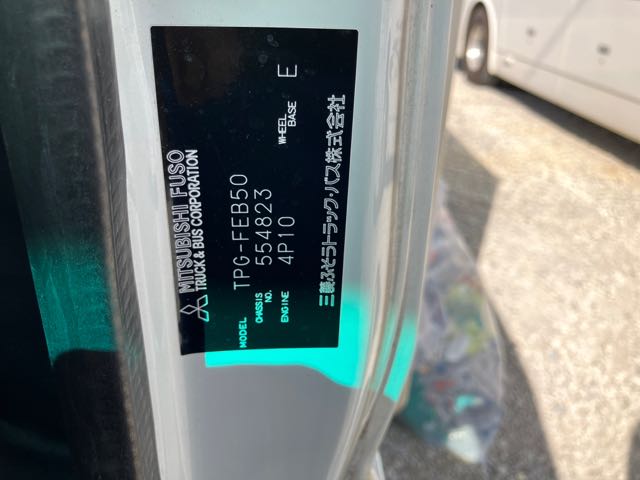 MITSUBISHI FUSO
TRUCK & BUS CORPORATION
MODEL TPG-FEB50
CHASSIS NO. 554823
ENGINE 4P10 WHEEL BASE E
三菱ふそうトラック・バス株式会社